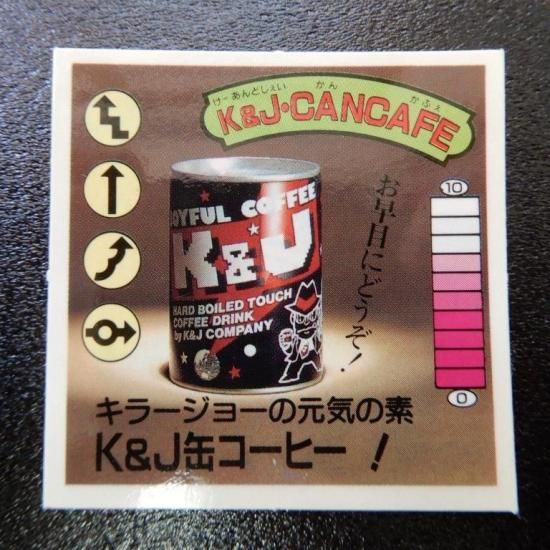 けーあんどじぇい かん かふぇ
K&J・CANCAFE
お早目にどうぞ!
10
0
JOYFUL COFFEE
K&J
HARD BOILED TOUCH
COFFEE DRINK
by K&J COMPANY
キラージョーの元気の素
K&J缶コーヒー!